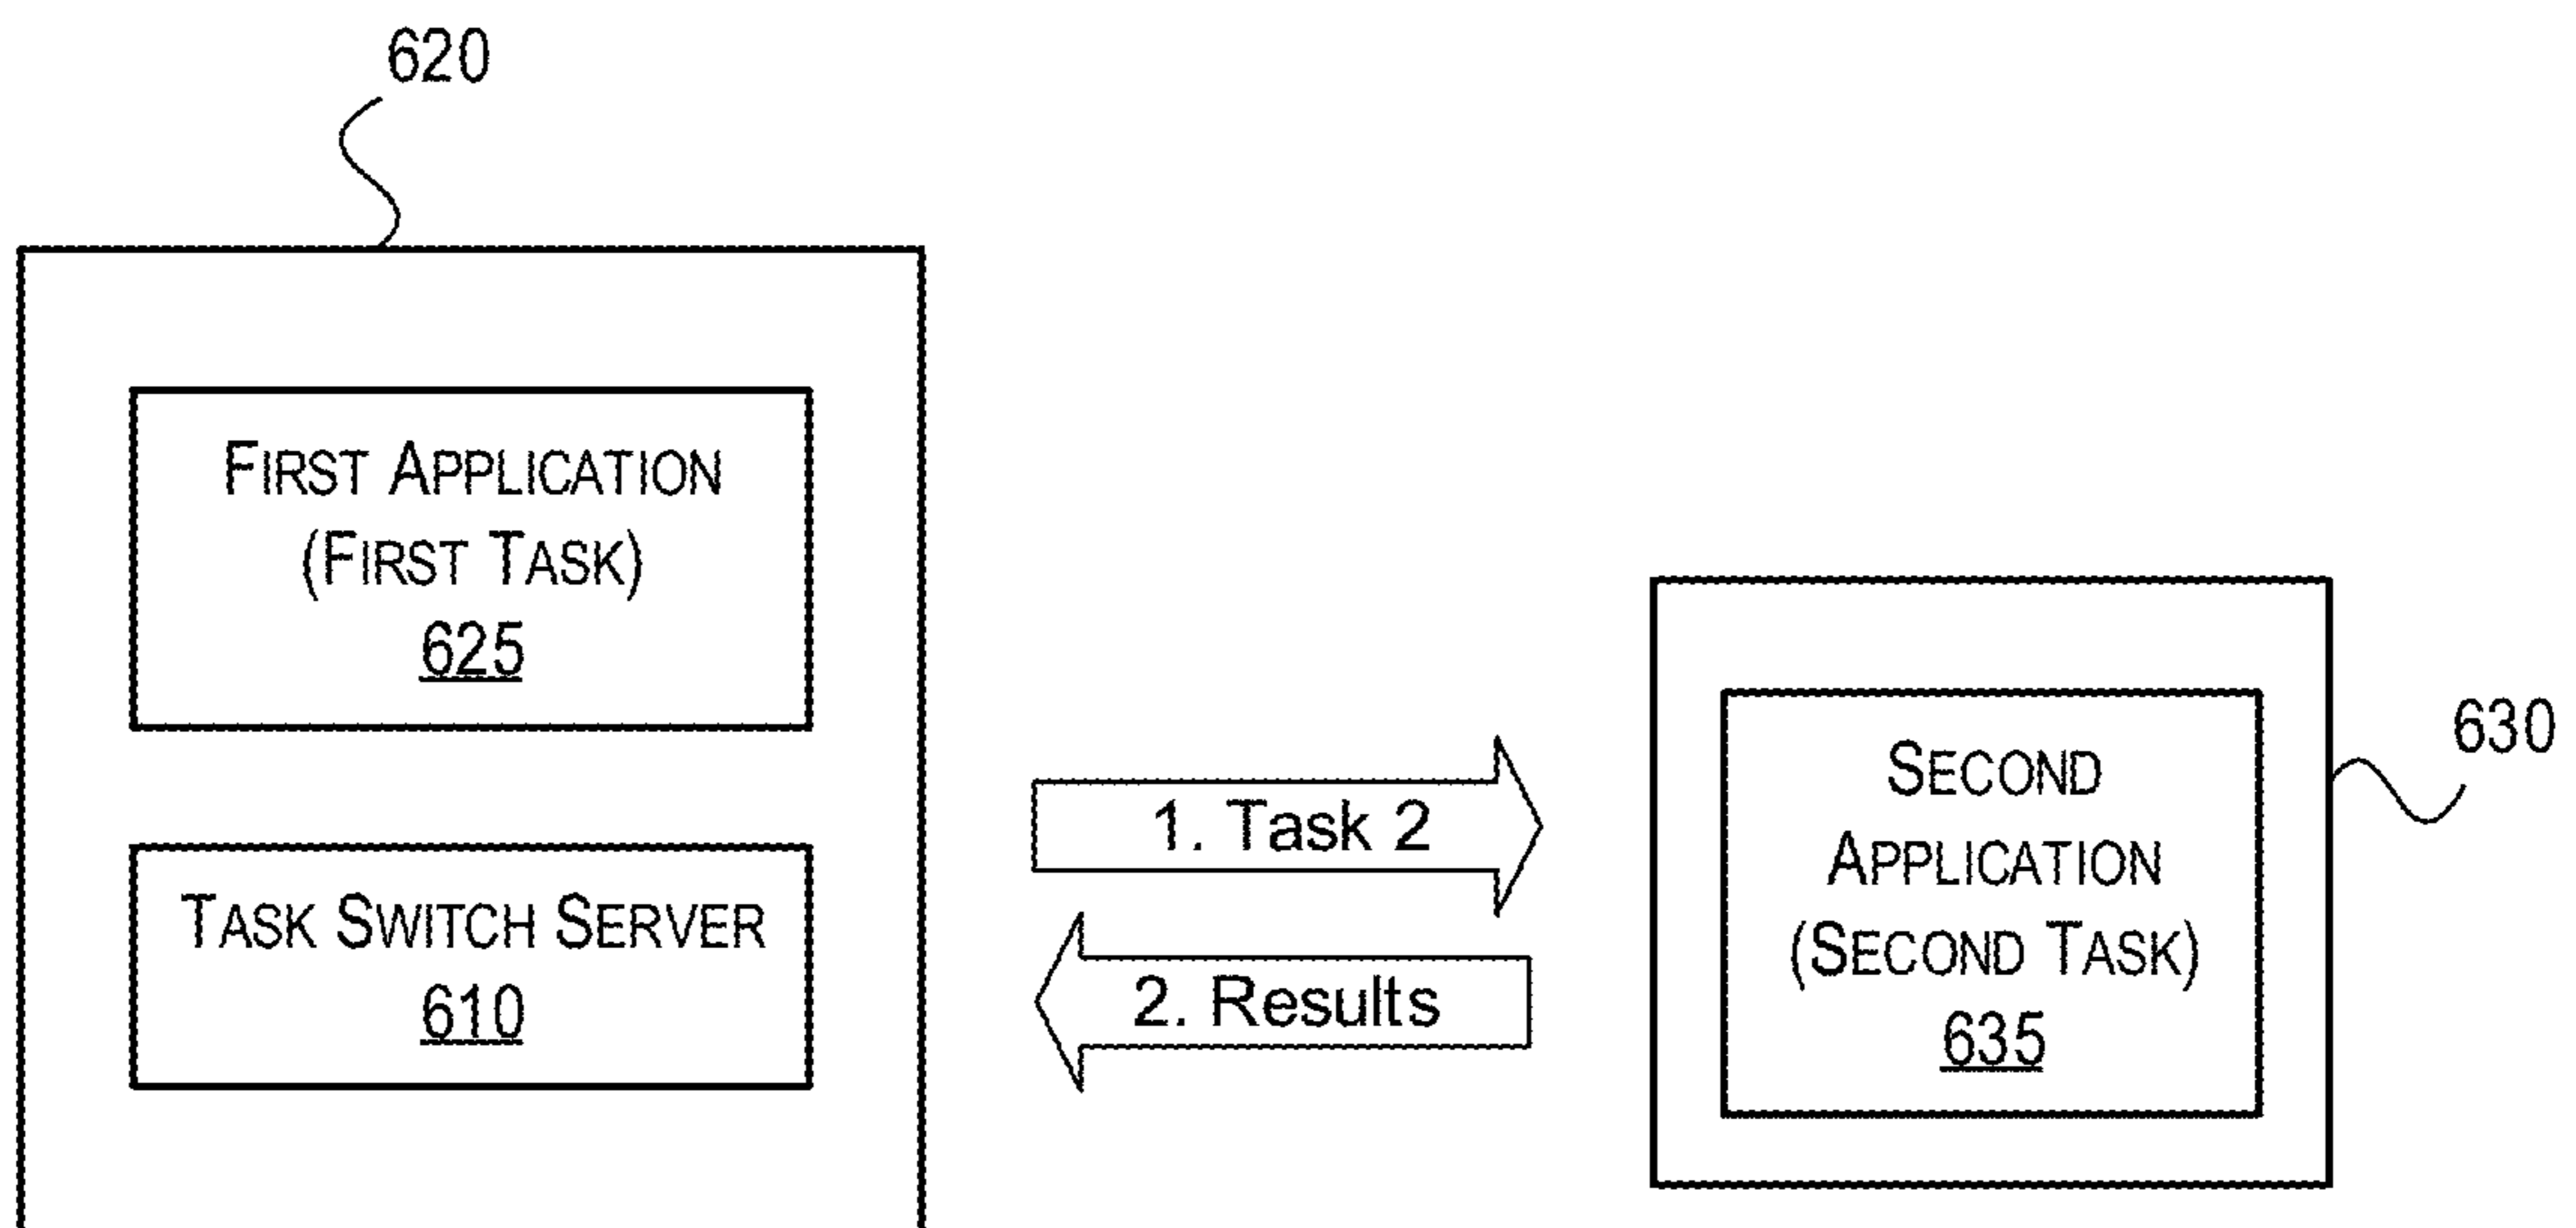 620
FIRST APPLICATION
(FIRST TASK)
625
TASK SWITCH SERVER
610
1. Task 2
2. Results
SECOND
APPLICATION
(SECOND TASK)
635
630